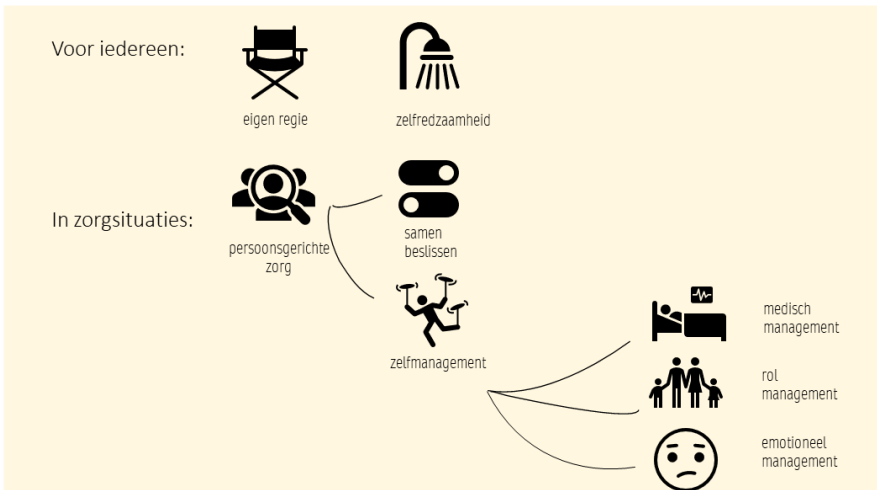 Voor iedereen:
eigen regie
zelfredzaamheid
In zorgsituaties:
persoonsgerichte
zorg
samen
beslissen
zelfmanagement
medisch
management
rol
management
emotioneel
management